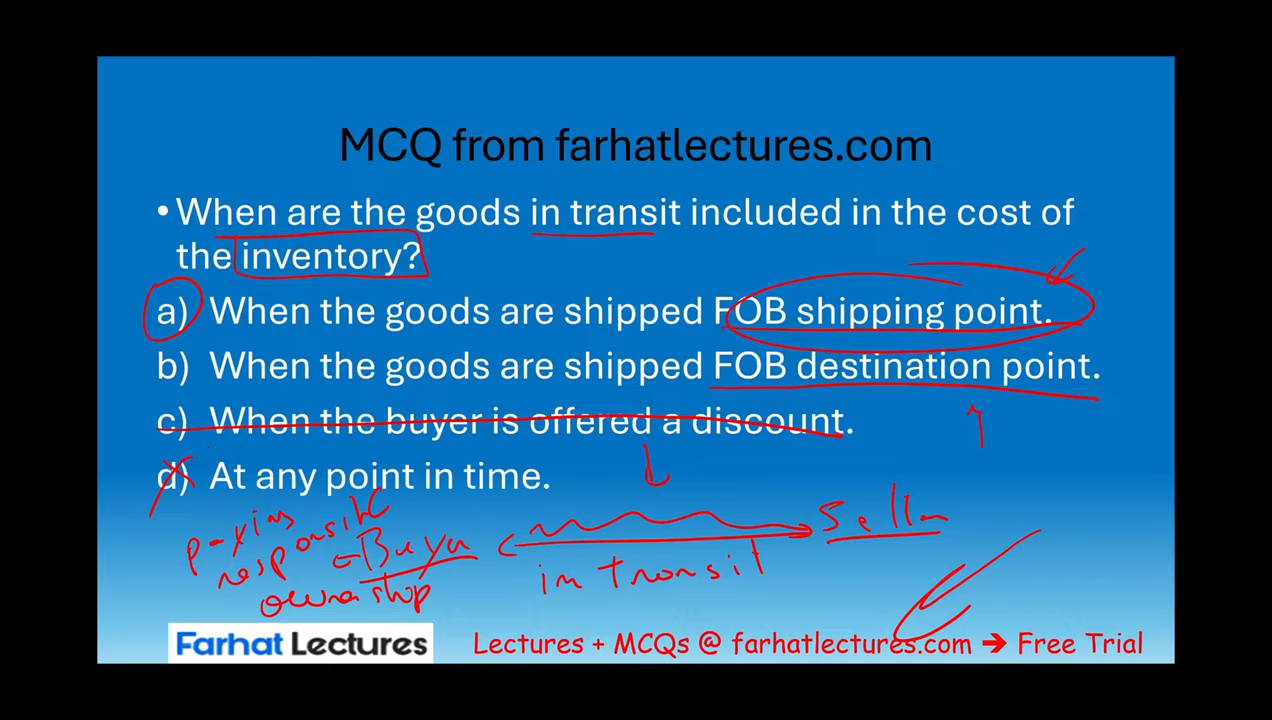 MCQ from farhatlectures.com
• When are the goods in transit included in the cost of
the inventory?
a) When the goods are shipped FOB shipping point.
b) When the goods are shipped FOB destination point.
c) When the buyer is offered a discount.
d) At any point in time.
Seller
paying
responsible
Buyer
in transit
ownership
Farhat Lectures
Lectures + MCQs @ farhatlectures.com → Free Trial